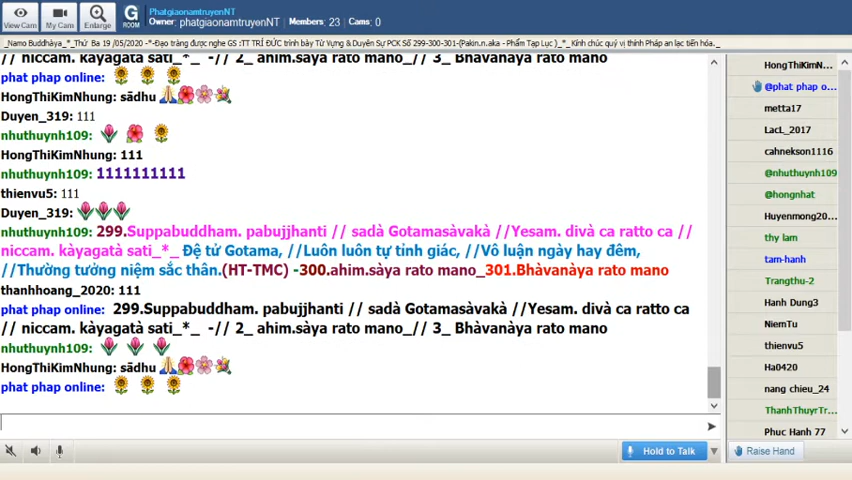 View Cam
My Cam
Enlarge
G
ROOM
PhatgiaonamtruyenNT
Owner: phatgiaonamtruyenNT | Members: 23 | Cams: 0
_Namo Buddhàya_*_Thứ Ba 19 /05/2020 -*-Đạo tràng được nghe GS :TT TRÍ ĐỨC trình bày Từ Vựng & Duyên Sự PCK Số 299-300-301-(Pakin.n.aka - Phẩm Tạp Lục )_*_ Kính chúc quý vị thính Pháp an lạc tiến hóa._
// niccam. kàyagatà sati_*_ -// 2_ ahim.sàya rato mano_// 3_ Bhàvanàya rato mano
phat phap online:
HongThiKimNhung: sādhu
Duyen_319: 111
nhuthuynh109:
HongThiKimNhung: 111
nhuthuynh109: 1111111111
thienvu5: 111
Duyen_319:
nhuthuynh109: 299.Suppabuddham. pabujjhanti // sadà Gotamasàvakà //Yesam. divà ca ratto ca //
niccam. kàyagatà sati_*_ Đệ tử Gotama, //Luôn luôn tự tỉnh giác, //Vô luận ngày hay đêm,
//Thường tưởng niệm sắc thân.(HT-TMC) -300.ahim.sàya rato mano_301.Bhàvanàya rato mano
thanhhoang_2020: 111
phat phap online: 299.Suppabuddham. pabujjhanti // sadà Gotamasàvakà //Yesam. divà ca ratto ca
// niccam. kàyagatà sati_*_ -// 2_ ahim.sàya rato mano_// 3_ Bhàvanàya rato mano
nhuthuynh109:
HongThiKimNhung: sādhu
phat phap online:
Hold to Talk
HongThiKimN...
@phat phap o...
metta17
LacL_2017
cahnekson1116
@nhuthuynh109
@hongnhat
Huyenmong20...
thy lam
tam-hanh
Trangthu-2
Hanh Dung3
NiemTu
thienvu5
Ha0420
nang chieu_24
ThanhThuyrTr...
Phuc Hanh 77
Raise Hand